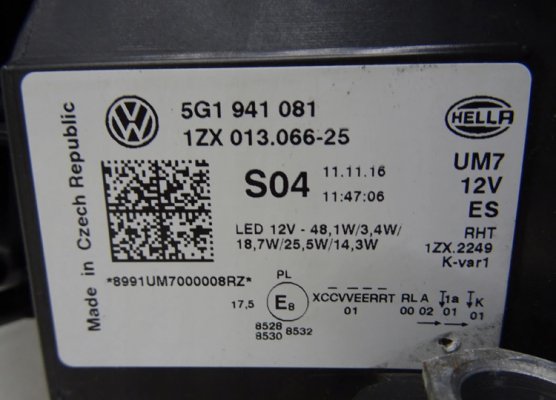 Made in Czech Republic
5G1 941 081
1ZX 013.066-25
HELLA
S04
11.11.16
11:47:06
UM7
12V
ES
RHT
1ZX.2249
K-var1
LED 12V - 48,1W/3,4W/
18,7W/25,5W/14,3W
*8991UM7000008RZ*
PL
17,5
E8
8528
8530
8532
XCCVVEERRT RL A 1a K
01 00 02 01 01